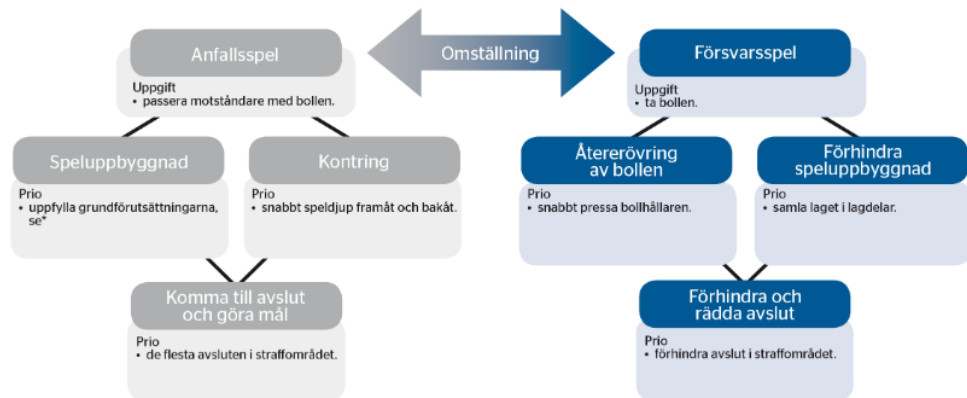 Anfallsspel
Uppgift
• passera motståndare med bollen.
Omställning
Försvarsspel
Uppgift
• ta bollen.
Speluppbyggnad
Prio
• uppfylla grundförutsättningarna,
se*
Kontring
Prio
• snabbt speldjup framåt och bakåt.
Återerövring
av bollen
Prio
• snabbt pressa bollhållaren.
Förhindra
speluppbyggnad
Prio
• samla laget i lagdelar.
Komma till avslut
och göra mål
Prio
• de flesta avsluten i straffområdet.
Förhindra och
rädda avslut
Prio
• förhindra avslut i straffområdet.